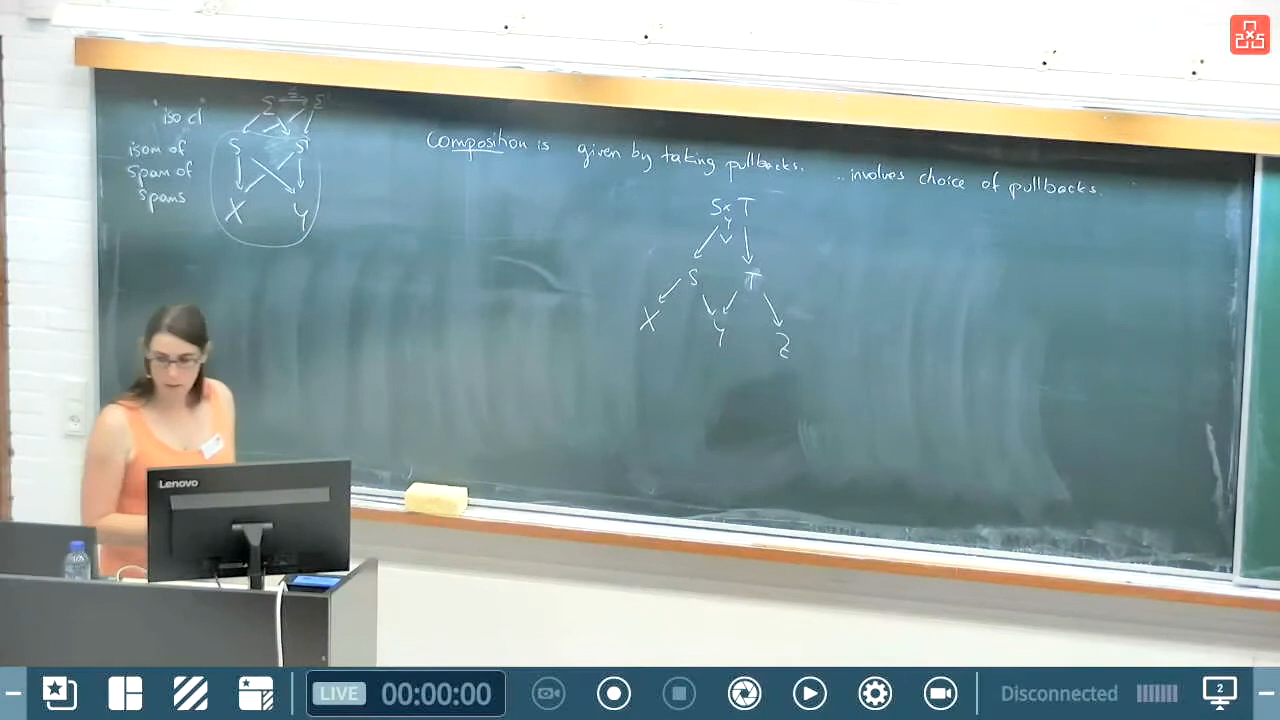 "iso cl"
Σ ≅ Σ'
isom of
S S'
span of
spans
X Y
Composition is given by taking pullbacks. ...involves choice of pullbacks.
S × T
Y
S T
X Y Z
Lenovo
LIVE 00:00:00 Disconnected 2